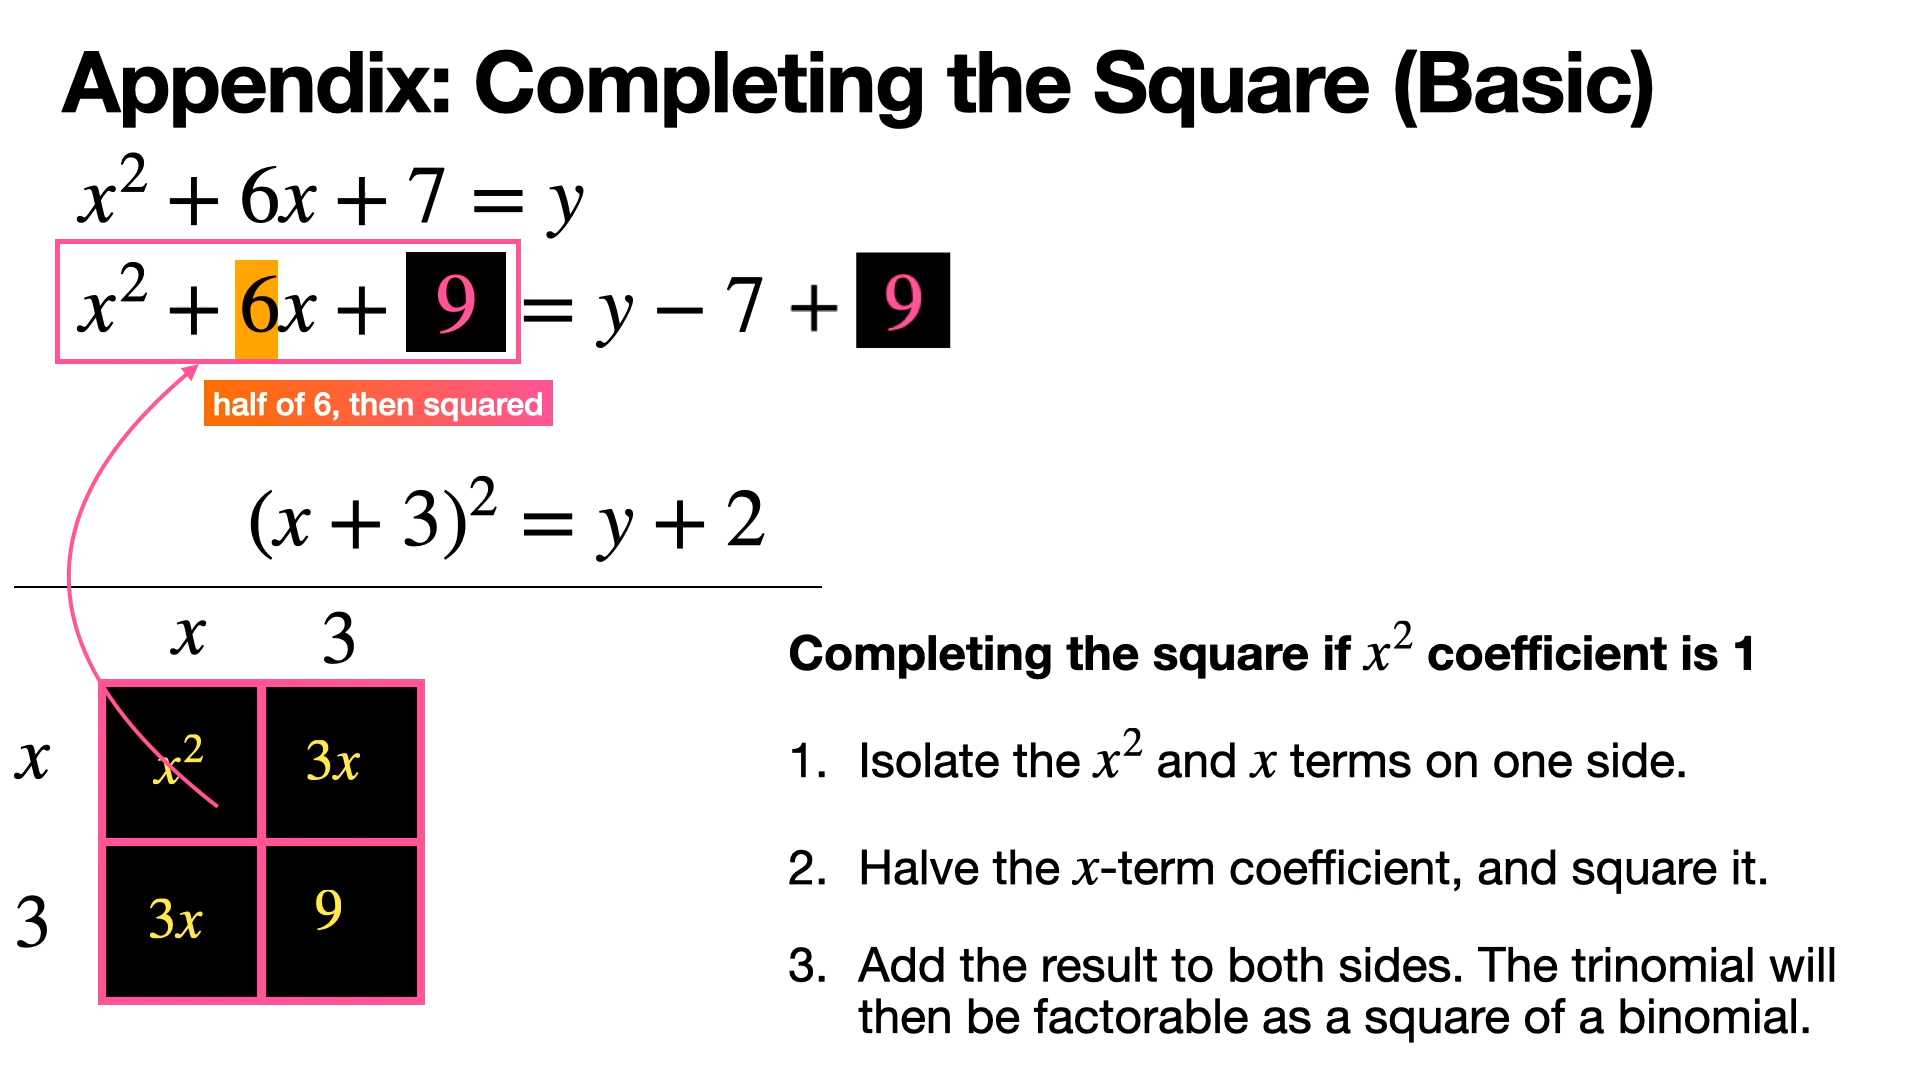 Appendix: Completing the Square (Basic)
x² + 6x + 7 = y
x² + 6x + 9 = y − 7 + 9
half of 6, then squared
(x + 3)² = y + 2
x 3
x x² 3x
3 3x 9
Completing the square if x² coefficient is 1
1. Isolate the x² and x terms on one side.
2. Halve the x-term coefficient, and square it.
3. Add the result to both sides. The trinomial will
then be factorable as a square of a binomial.